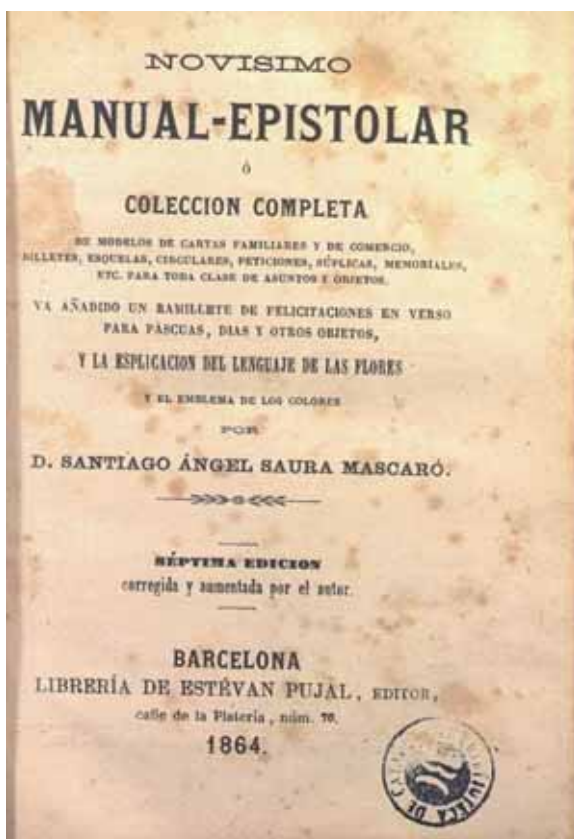 NOVISIMO
MANUAL-EPISTOLAR
ó
COLECCION COMPLETA
DE MODELOS DE CARTAS FAMILIARES Y DE COMERCIO,
BILLETES, ESQUELAS, CIRCULARES, PETICIONES, SÚPLICAS, MEMORIALES,
ETC. PARA TODA CLASE DE ASUNTOS Y OBJETOS.
VA AÑADIDO UN RAMILLETE DE FELICITACIONES EN VERSO
PARA PASCUAS, DIAS Y OTROS OBJETOS,
Y LA ESPLICACION DEL LENGUAJE DE LAS FLORES
Y EL EMBLEMA DE LOS COLORES
POR
D. SANTIAGO ÁNGEL SAURA MASCARÓ.
SÉPTIMA EDICION
corregida y aumentada por el autor.
BARCELONA
LIBRERÍA DE ESTÉVAN PUJAL, EDITOR,
calle de la Platería, núm. 70.
1864.